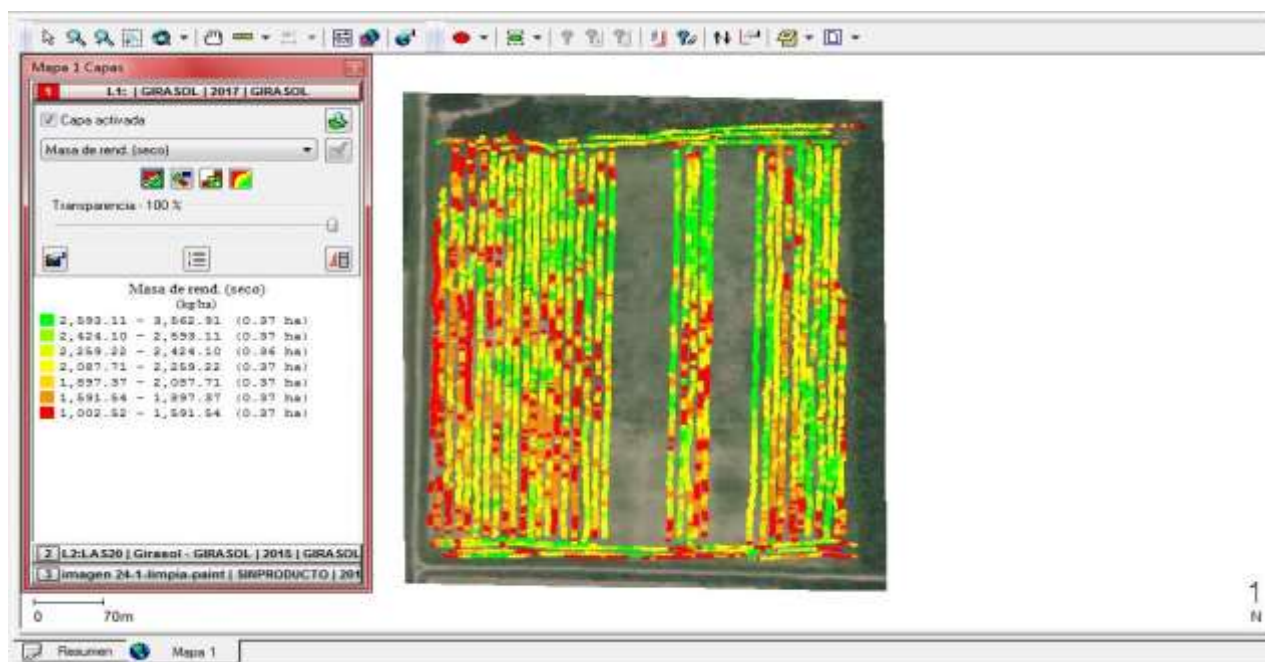 Mapa 1 Capas
1 L1: | GIRASOL | 2017 | GIRASOL
Capa activada
Masa de rend. (seco)
Transparencia - 100 %
Masa de rend. (seco)
(kg/ha)
2,593.11 - 3,562.91 (0.37 ha)
2,424.10 - 2,593.11 (0.37 ha)
2,259.22 - 2,424.10 (0.36 ha)
2,087.71 - 2,259.22 (0.37 ha)
1,897.37 - 2,087.71 (0.37 ha)
1,591.54 - 1,897.37 (0.37 ha)
1,002.52 - 1,591.54 (0.37 ha)
2 L2:LAS20 | Girasol - GIRASOL | 2015 | GIRASOL
3 imagen 24-1-limpia.paint | SINPRODUCTO | 201
0 70m
1
N
Resumen Mapa 1